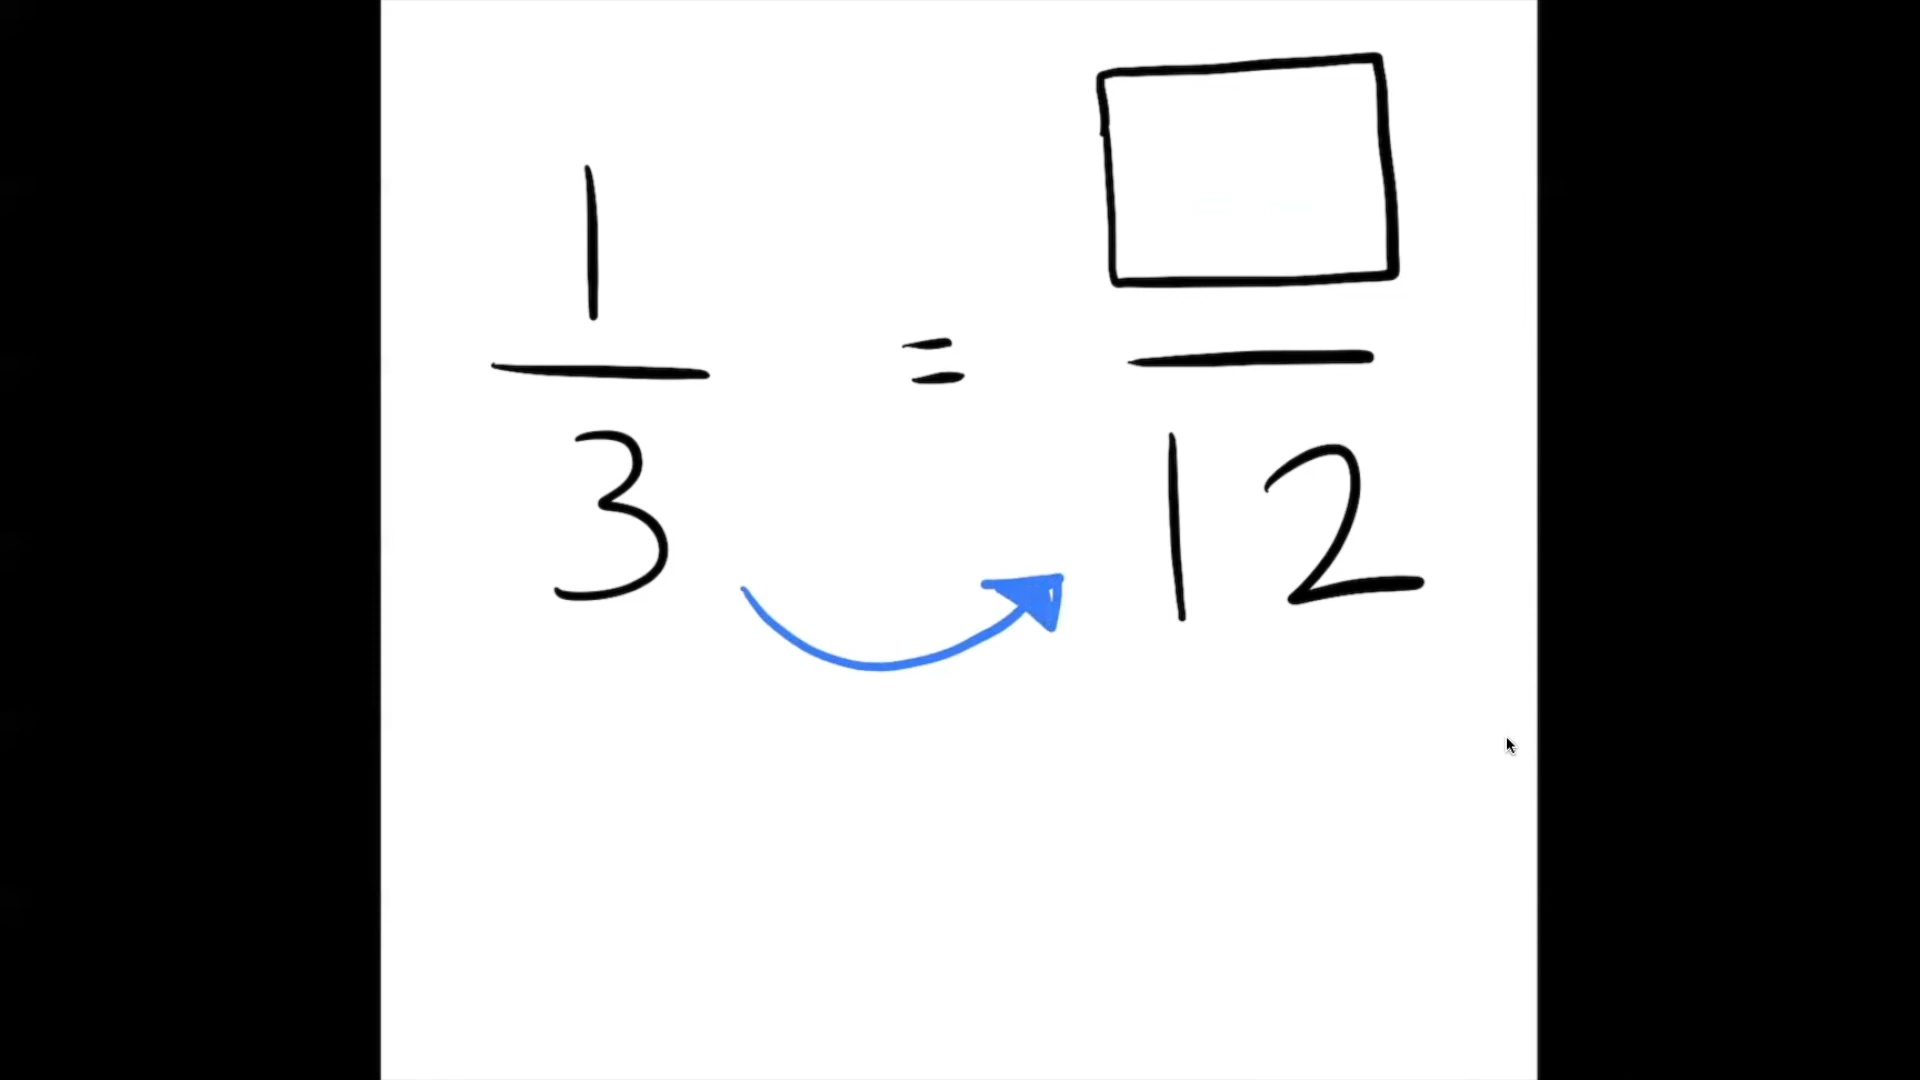 1/3 = □/12